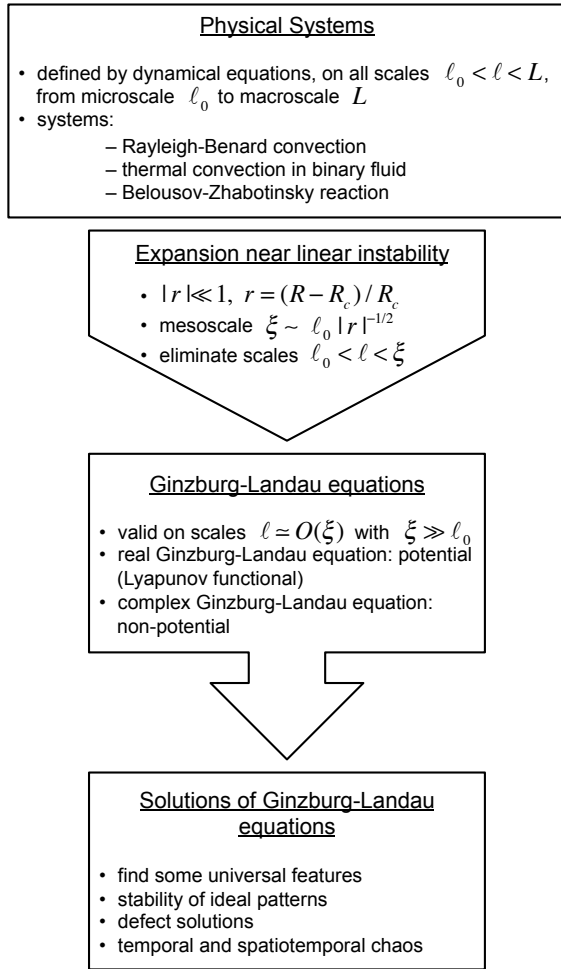 Physical Systems
• defined by dynamical equations, on all scales ℓ₀ < ℓ < L,
from microscale ℓ₀ to macroscale L
• systems:
– Rayleigh-Benard convection
– thermal convection in binary fluid
– Belousov-Zhabotinsky reaction
Expansion near linear instability
• |r| ≪ 1, r = (R − R_c) / R_c
• mesoscale ξ ~ ℓ₀ |r|^{−1/2}
• eliminate scales ℓ₀ < ℓ < ξ
Ginzburg-Landau equations
• valid on scales ℓ ≃ O(ξ) with ξ ≫ ℓ₀
• real Ginzburg-Landau equation: potential
(Lyapunov functional)
• complex Ginzburg-Landau equation:
non-potential
Solutions of Ginzburg-Landau
equations
• find some universal features
• stability of ideal patterns
• defect solutions
• temporal and spatiotemporal chaos